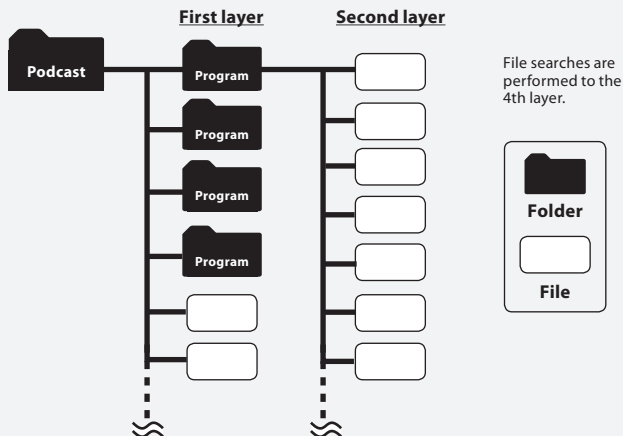 First layer
Second layer
Podcast
Program
Program
Program
Program
File searches are
performed to the
4th layer.
Folder
File